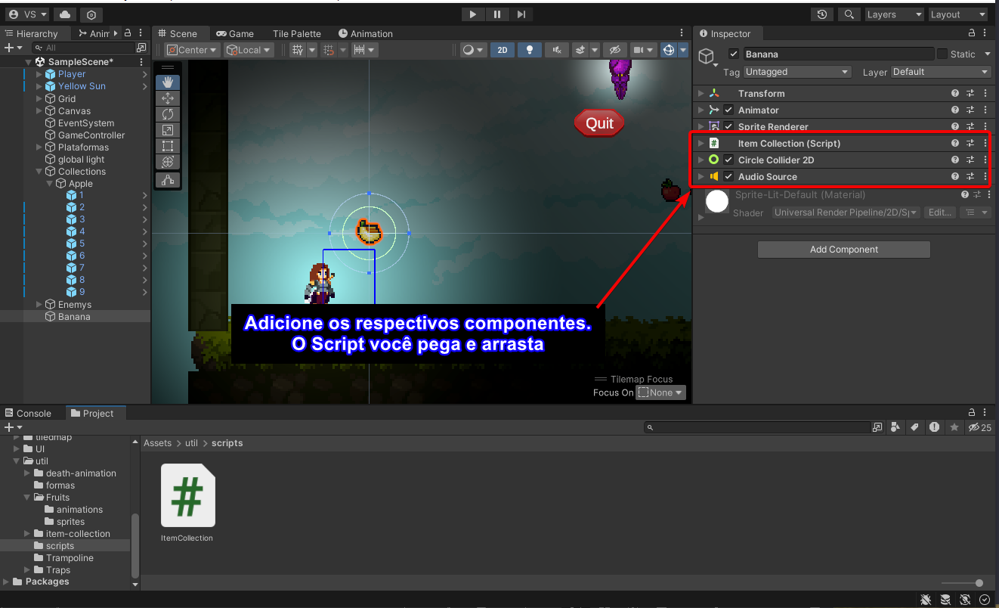 VS
Layers
Layout
Hierarchy
Anim
All
SampleScene*
Player
Yellow Sun
Grid
Canvas
EventSystem
GameController
Plataformas
global light
Collections
Apple
1
2
3
4
5
6
7
8
9
Enemys
Banana
Scene
Game
Tile Palette
Animation
Center
Local
2D
Quit
Adicione os respectivos componentes.
O Script você pega e arrasta
Tilemap Focus
Focus On
None
Inspector
Banana
Static
Tag Untagged
Layer Default
Transform
Animator
Sprite Renderer
Item Collection (Script)
Circle Collider 2D
Audio Source
Sprite-Lit-Default (Material)
Shader Universal Render Pipeline/2D/S
Edit...
Add Component
Console
Project
25
tiledmap
UI
util
death-animation
formas
Fruits
animations
sprites
item-collection
scripts
Trampoline
Traps
Packages
Assets > util > scripts
#
ItemCollection